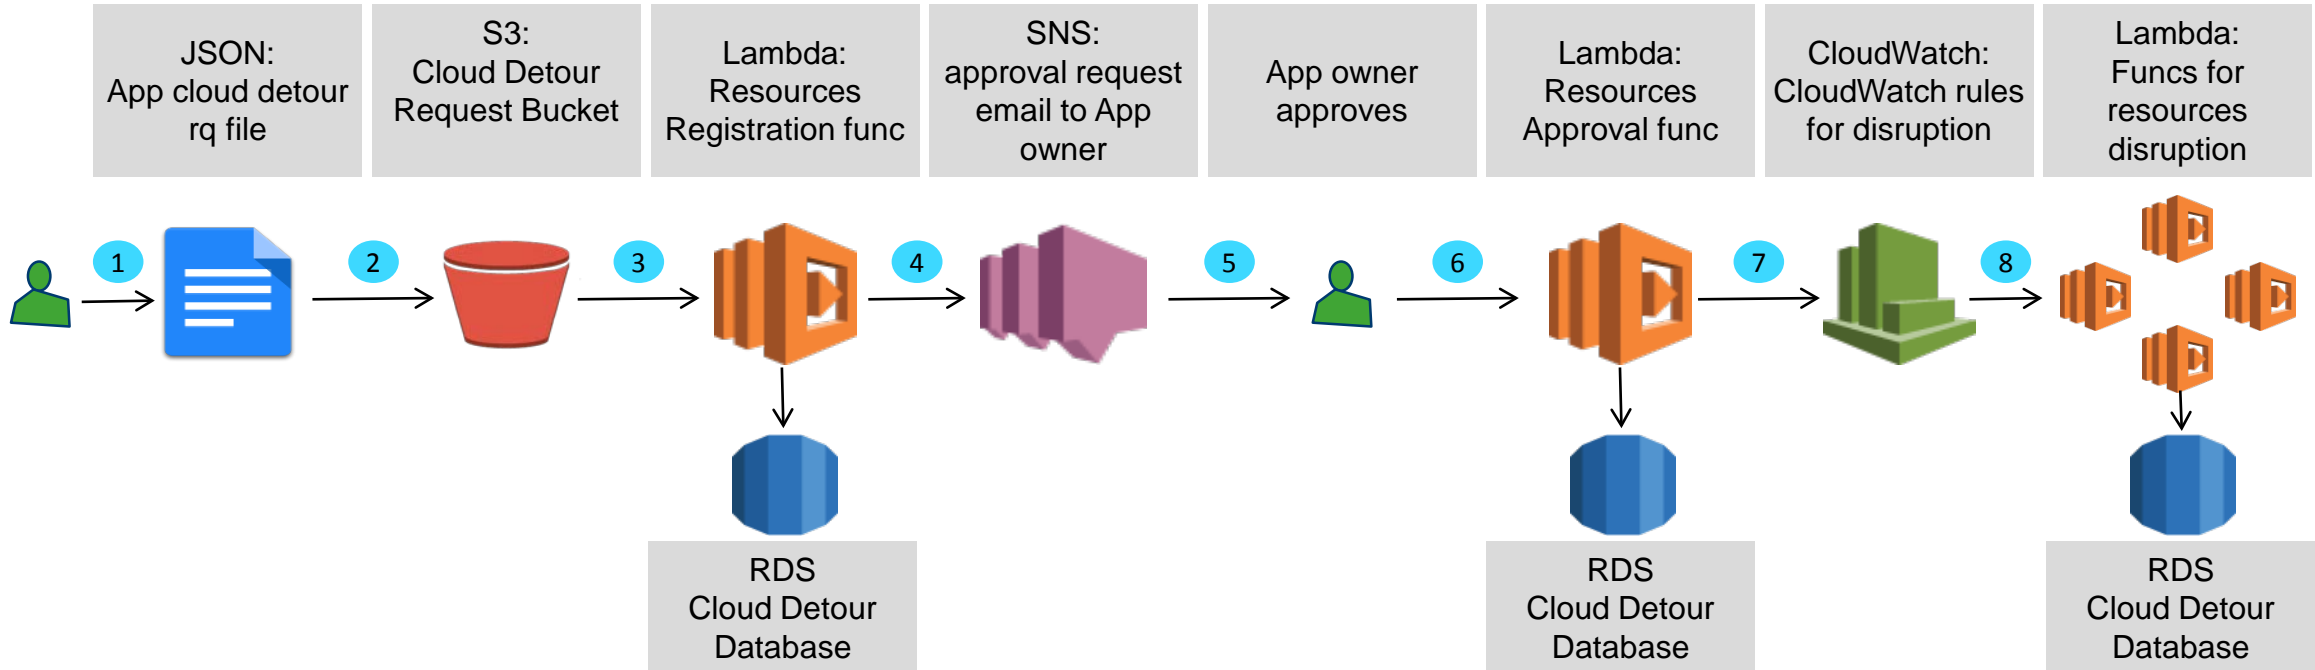 JSON:
App cloud detour
rq file
S3:
Cloud Detour
Request Bucket
Lambda:
Resources
Registration func
SNS:
approval request
email to App
owner
App owner
approves
Lambda:
Resources
Approval func
CloudWatch:
CloudWatch rules
for disruption
Lambda:
Funcs for
resources
disruption
1
2
3
4
5
6
7
8
RDS
Cloud Detour
Database
RDS
Cloud Detour
Database
RDS
Cloud Detour
Database